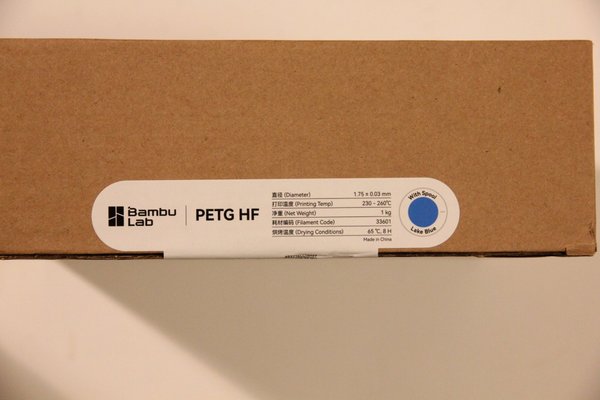 Bambu
Lab
PETG HF
直径 (Diameter) 1.75 ± 0.03 mm
打印温度 (Printing Temp) 230 - 260℃
净重 (Net Weight) 1 kg
耗材编码 (Filament Code) 33601
烘烤温度 (Drying Conditions) 65 ℃, 8 H
Made in China
With Spool
Lake Blue